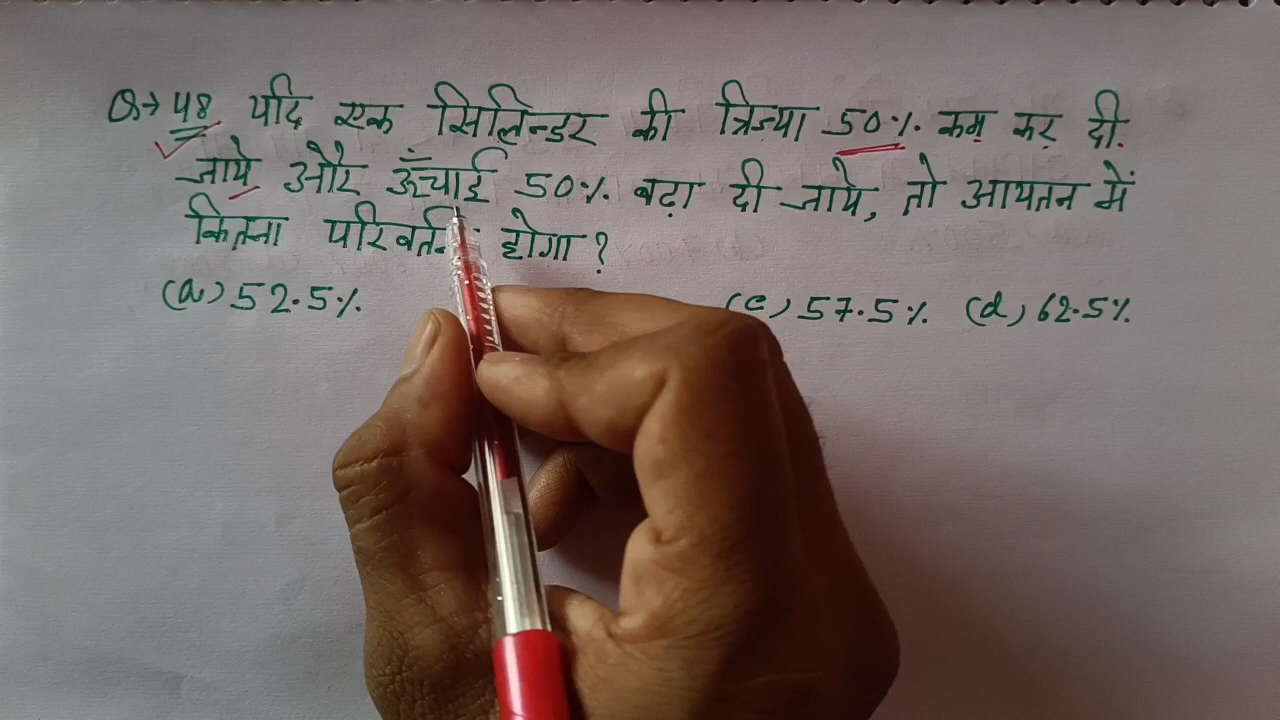 Q→ 48 यदि एक सिलिन्डर की त्रिज्या 50% कम कर दी
जाये और ऊँचाई 50% बढ़ा दी जाये, तो आयतन में
कितना होगा?
(a) 52.5% (c) 57.5% (d) 62.5%